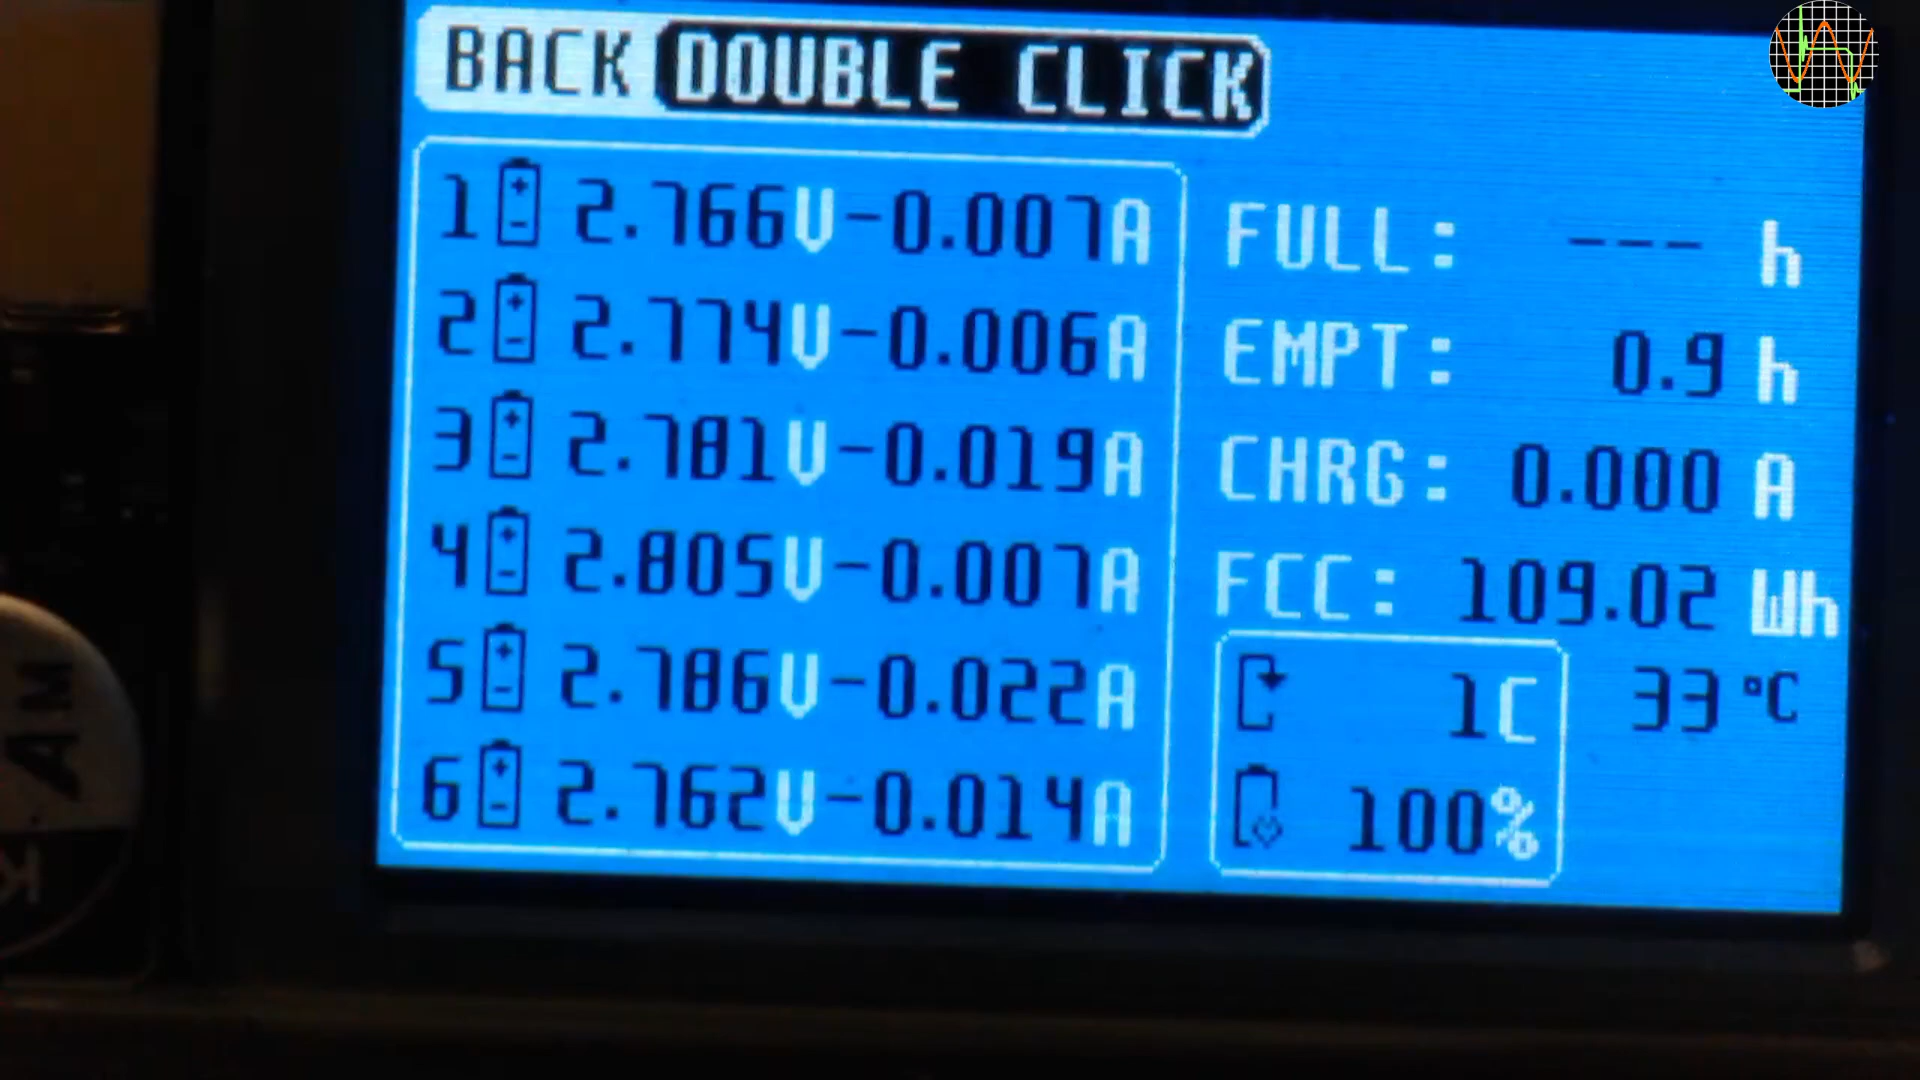 BACK DOUBLE CLICK
1 2.766V-0.007A
2 2.774V-0.006A
3 2.781V-0.019A
4 2.805V-0.007A
5 2.786V-0.022A
6 2.762V-0.014A
FULL: --- h
EMPT: 0.9 h
CHRG: 0.000 A
FCC: 109.02 Wh
1C 33 °C
100%
AM